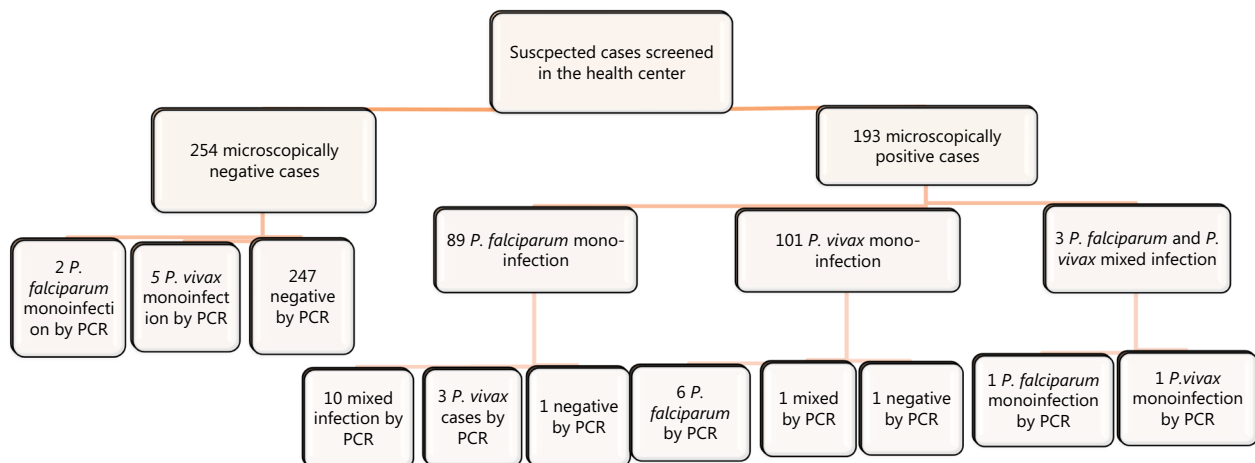 Suscpected cases screened
in the health center
254 microscopically
negative cases
193 microscopically
positive cases
89 P. falciparum mono-
infection
101 P. vivax mono-
infection
3 P. falciparum and P.
vivax mixed infection
2 P.
falciparum
monoinfecti
on by PCR
5 P. vivax
monoinfect
ion by PCR
247
negative
by PCR
10 mixed
infection by
PCR
3 P. vivax
cases by
PCR
1 negative
by PCR
6 P.
falciparum
by PCR
1 mixed
by PCR
1 negative
by PCR
1 P. falciparum
monoinfection
by PCR
1 P.vivax
monoinfection
by PCR